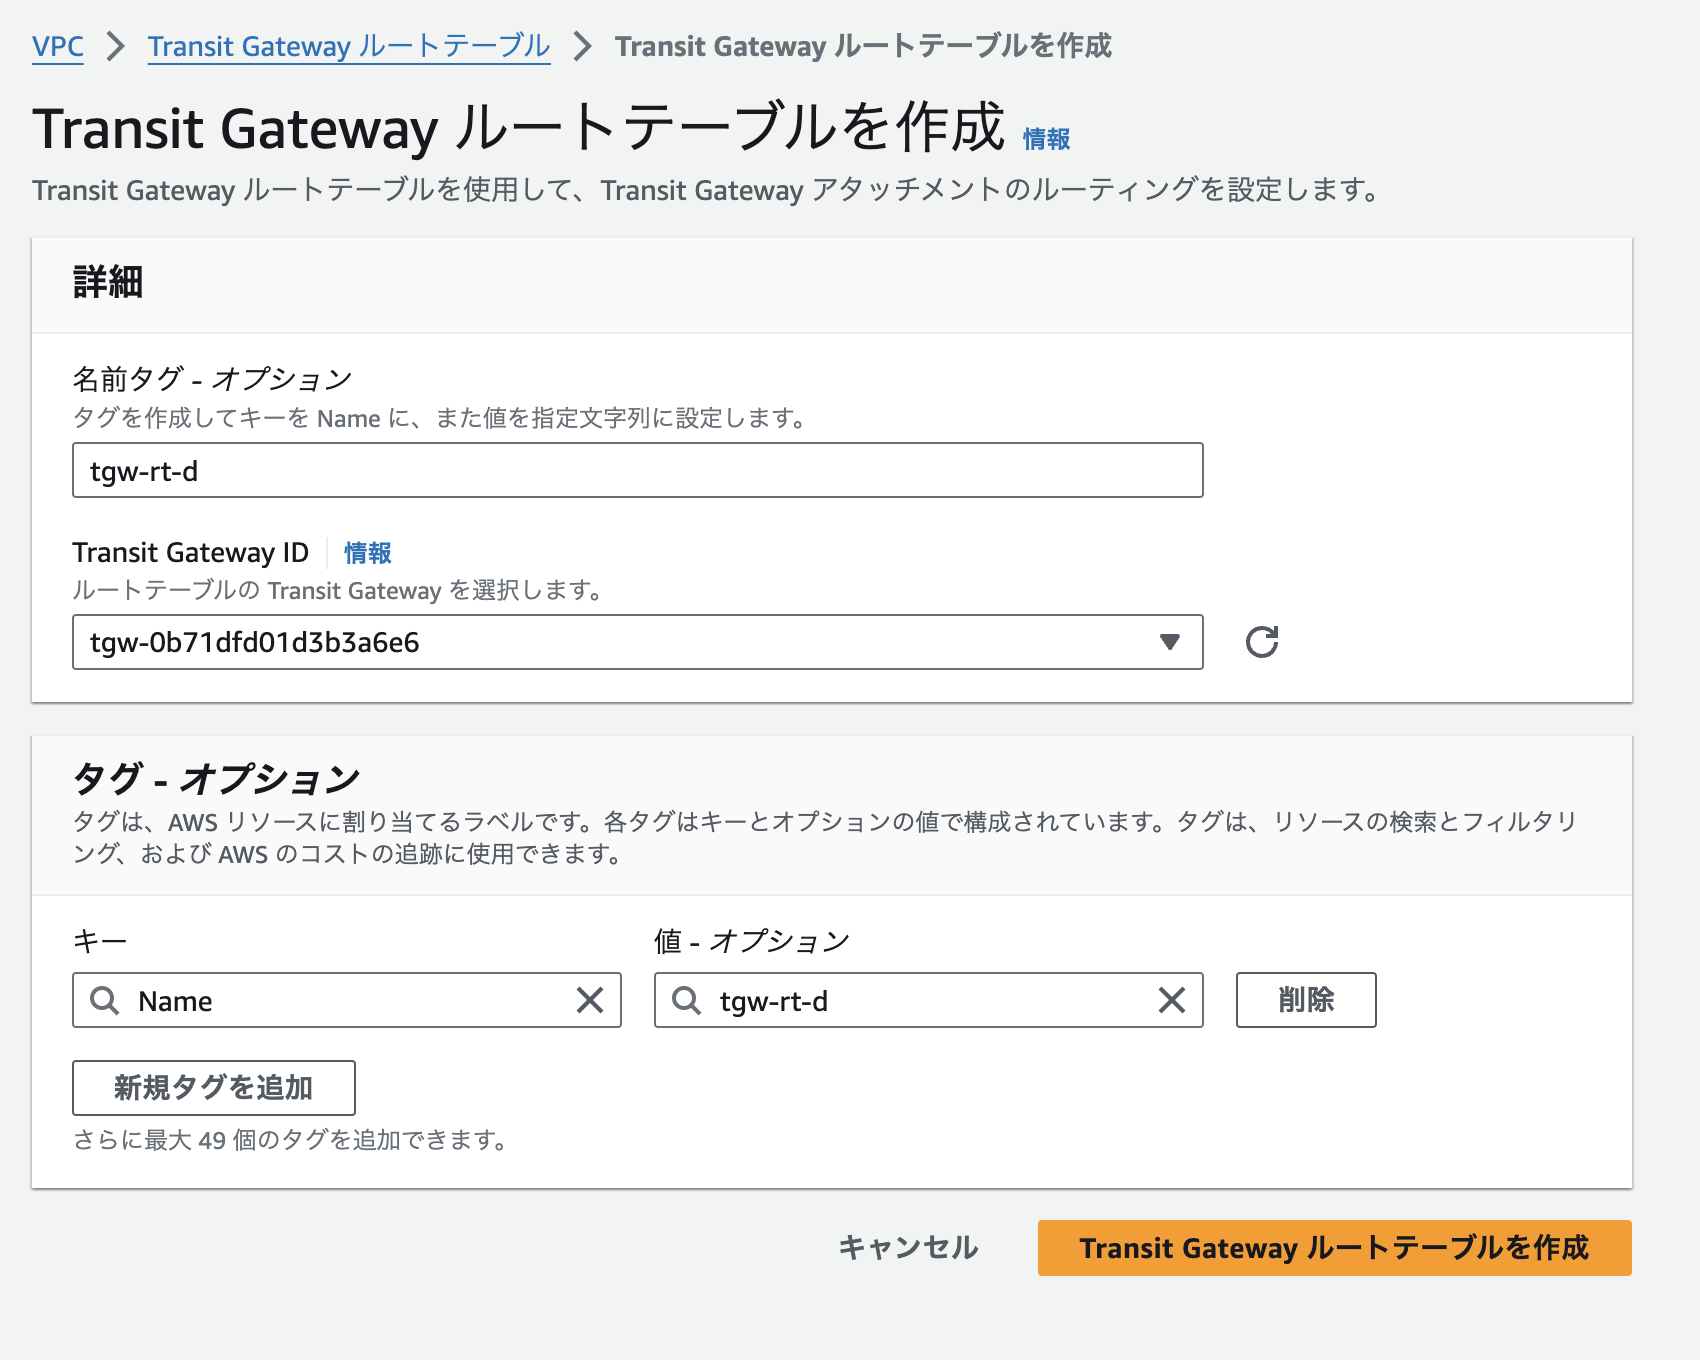 VPC > Transit Gateway ルートテーブル > Transit Gateway ルートテーブルを作成
Transit Gateway ルートテーブルを作成 情報
Transit Gateway ルートテーブルを使用して、Transit Gateway アタッチメントのルーティングを設定します。
詳細
名前タグ - オプション
タグを作成してキーを Name に、また値を指定文字列に設定します。
tgw-rt-d
Transit Gateway ID 情報
ルートテーブルの Transit Gateway を選択します。
tgw-0b71dfd01d3b3a6e6
タグ - オプション
タグは、AWS リソースに割り当てるラベルです。各タグはキーとオプションの値で構成されています。タグは、リソースの検索とフィルタリ
ング、および AWS のコストの追跡に使用できます。
キー 値 - オプション
Name tgw-rt-d 削除
新規タグを追加
さらに最大 49 個のタグを追加できます。
キャンセル Transit Gateway ルートテーブルを作成